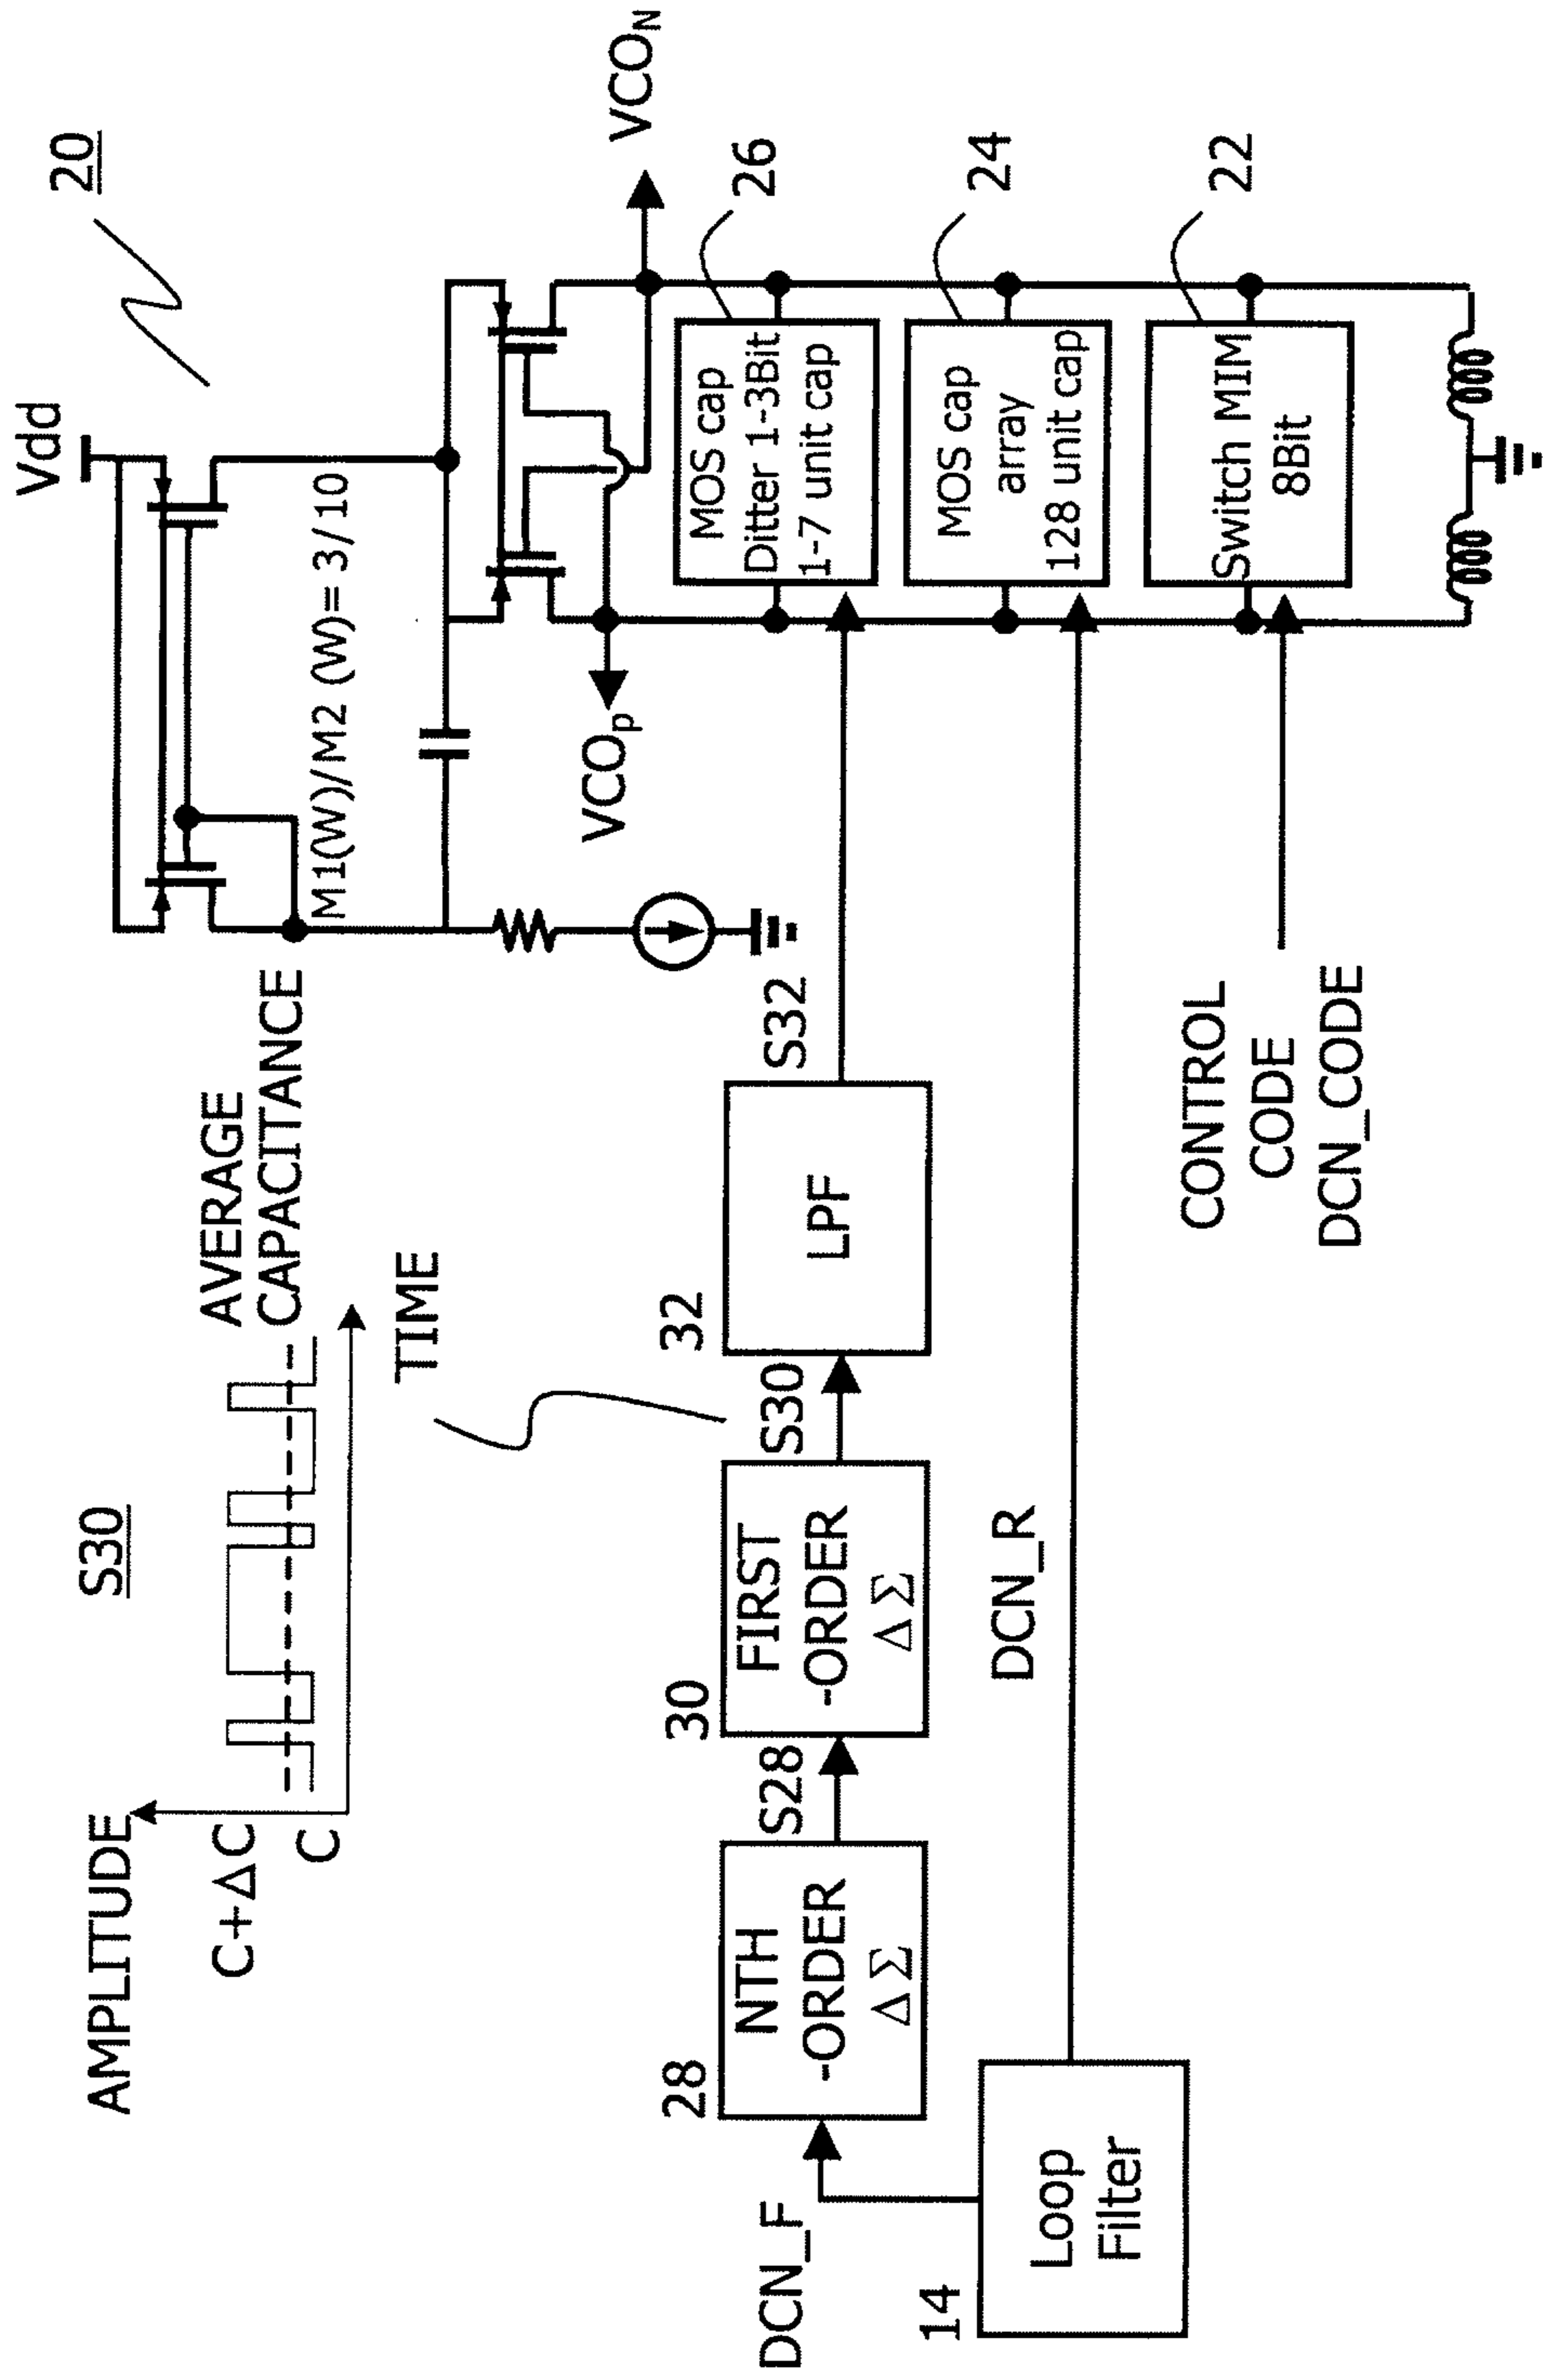 20
Vdd
M1(W)/M2 (W)= 3/10
VCON
VCOp
MOS cap
Ditter 1-3Bit
1-7 unit cap
26
MOS cap
array
128 unit cap
24
Switch MIM
8Bit
22
S30
AMPLITUDE
C+ΔC
C
AVERAGE
CAPACITANCE
TIME
DCN_F
28
NTH
-ORDER
ΔΣ
S28
30
FIRST
-ORDER
ΔΣ
S30
32
LPF
S32
14
Loop
Filter
DCN_R
CONTROL
CODE
DCN_CODE